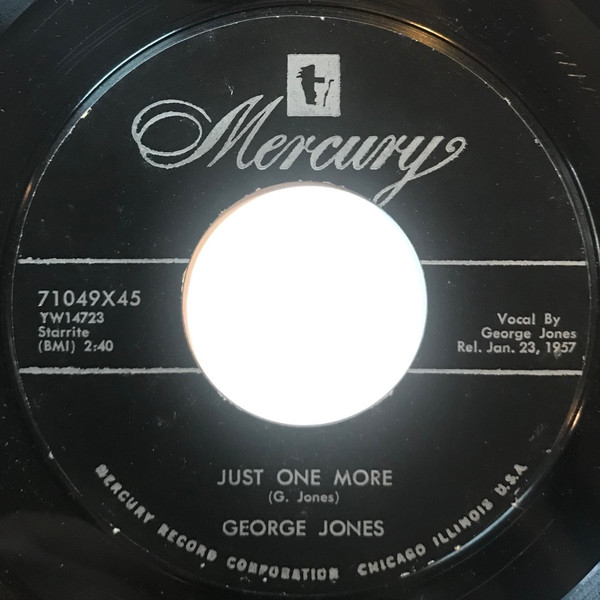 Mercury
71049X45
YW14723
Starrite
(BMI) 2:40
Vocal By
George Jones
Rel. Jan. 23, 1957
JUST ONE MORE
(G. Jones)
GEORGE JONES
MERCURY RECORD CORPORATION CHICAGO ILLINOIS U.S.A.